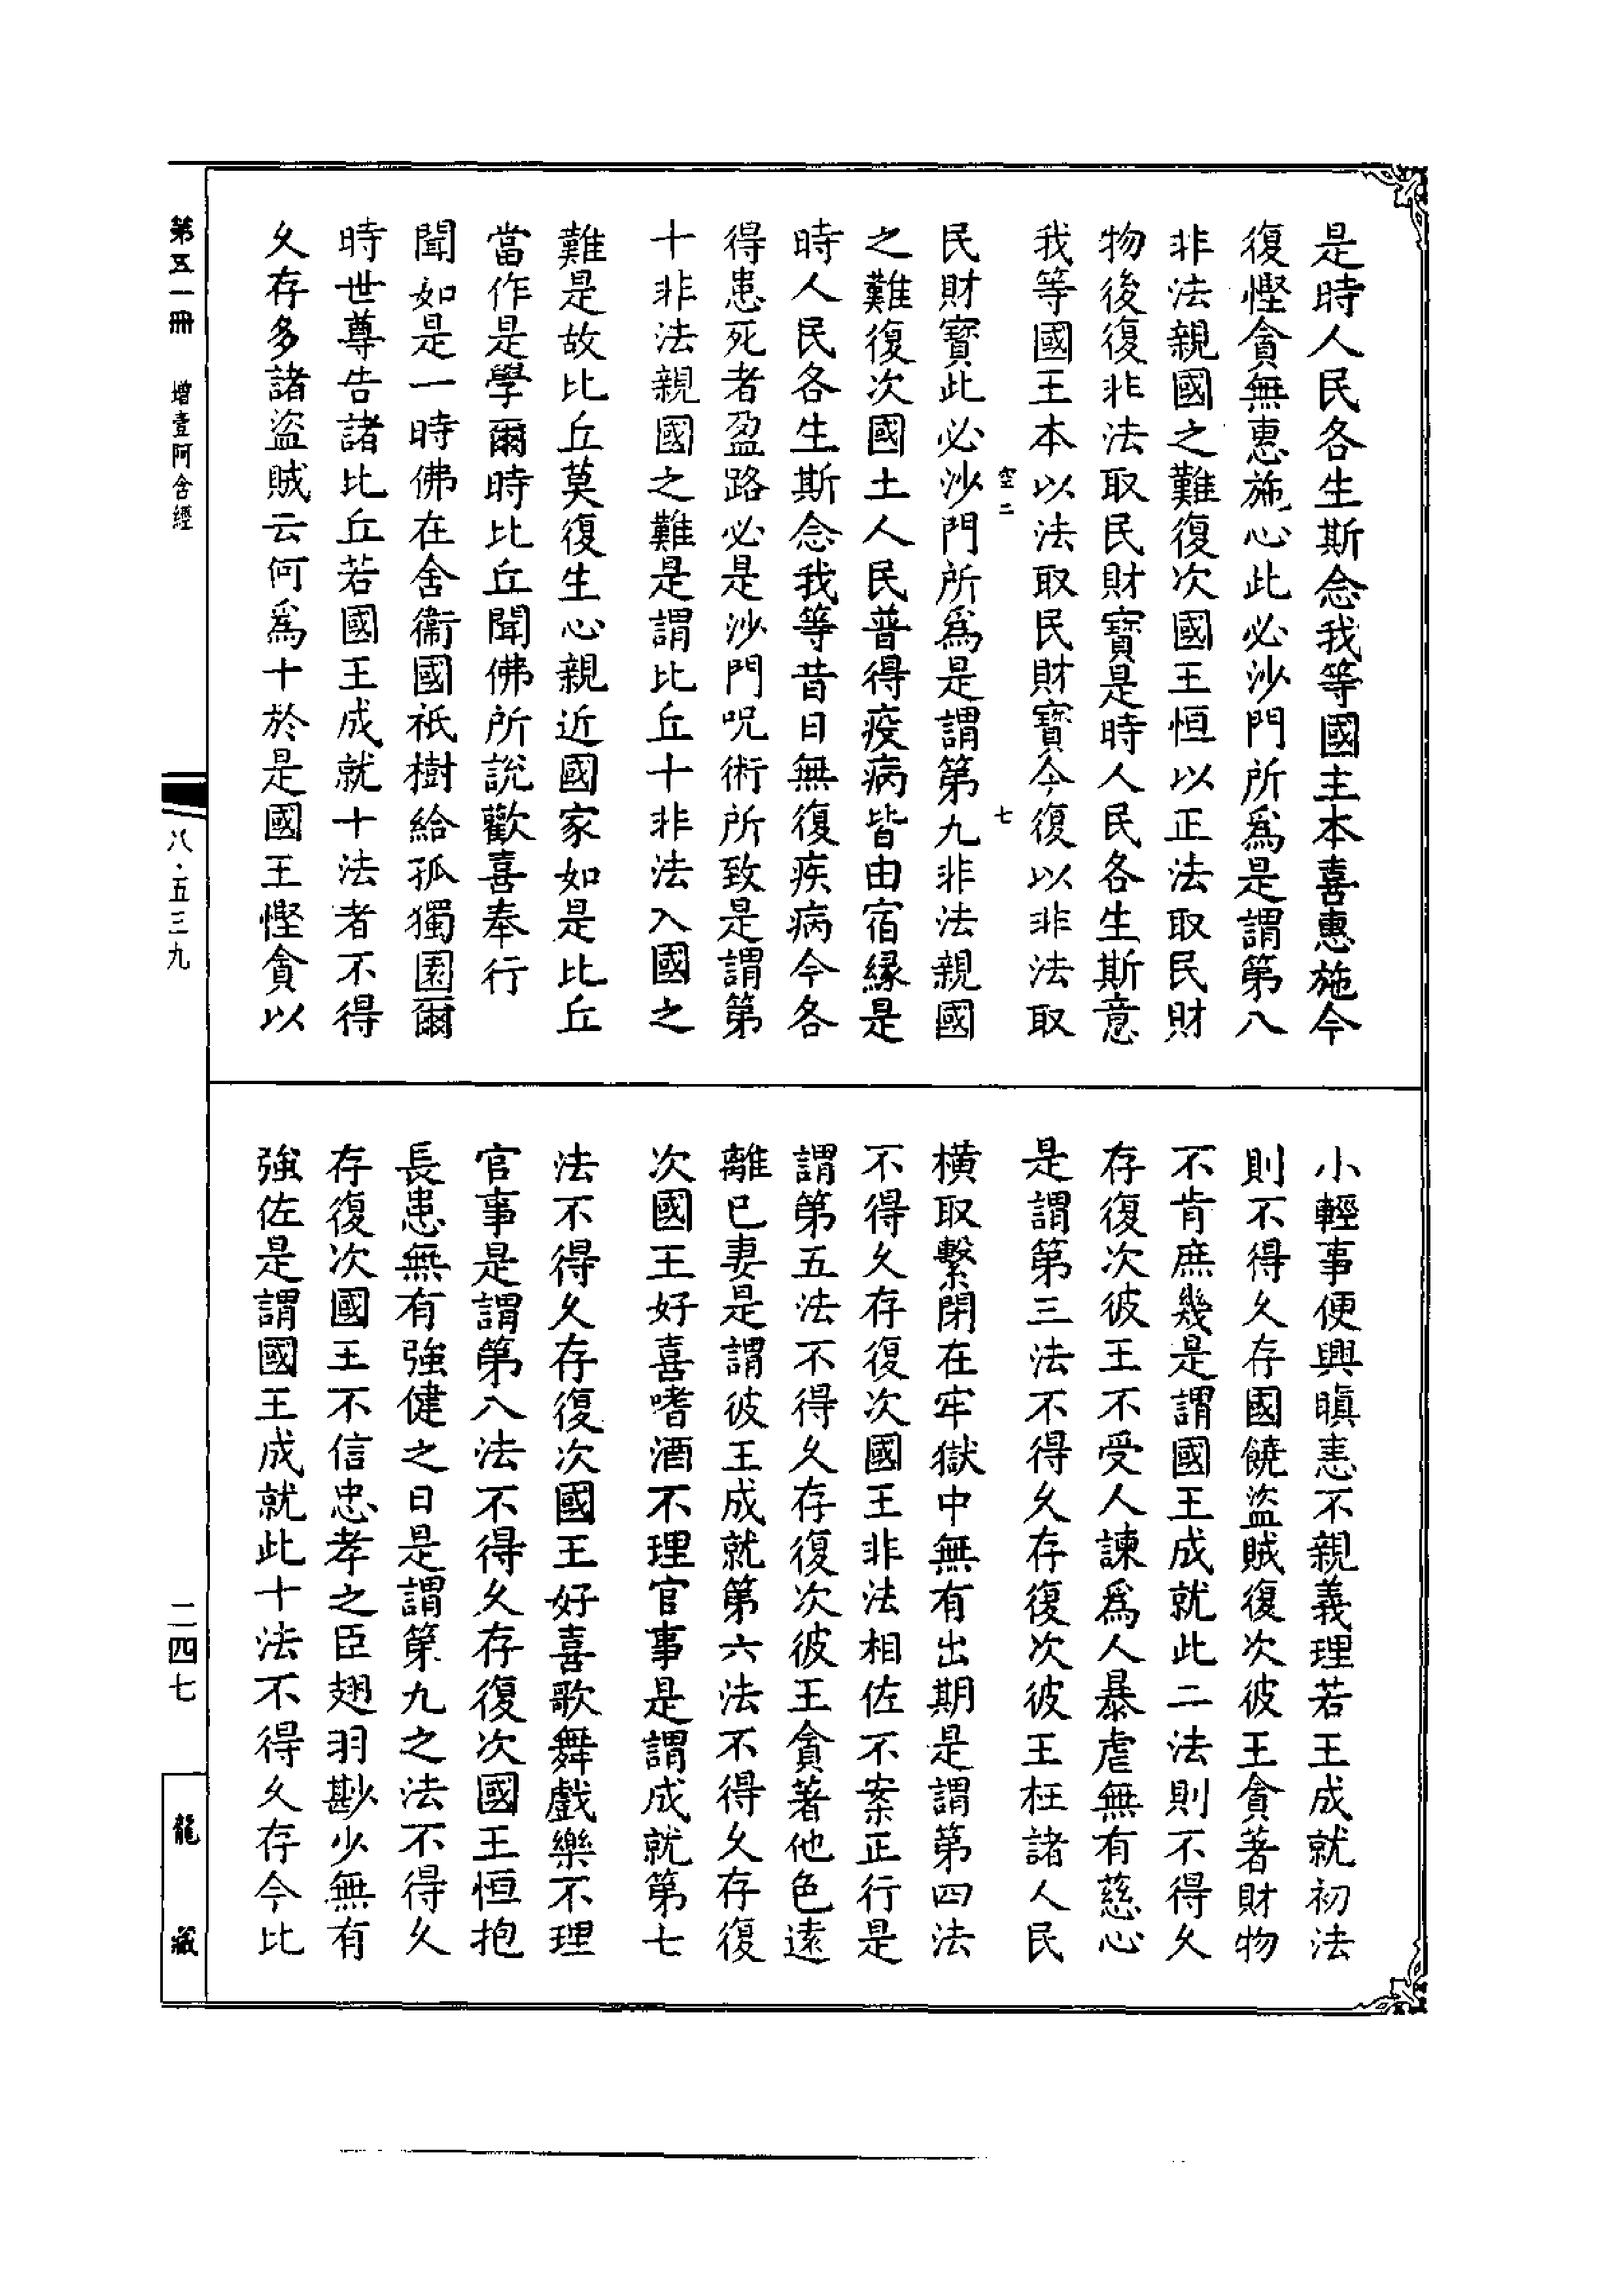 是時人民各生斯念我等國主本喜惠施今
復慳貪無惠施心此必沙門所爲是謂第八
非法親國之難復次國王恒以正法取民財
物後復非法取民財寶是時人民各生斯意
我等國王本以法取民財寶今復以非法取
空二 七
民財寶此必沙門所爲是謂第九非法親國
之難復次國土人民普得疫病皆由宿緣是
時人民各生斯念我等昔日無復疾病今各
得患死者盈路必是沙門呪術所致是謂第
十非法親國之難是謂比丘十非法入國之
難是故比丘莫復生心親近國家如是比丘
當作是學爾時比丘聞佛所說歡喜奉行
聞如是一時佛在舍衞國祇樹給孤獨園爾
時世尊告諸比丘若國王成就十法者不得
久存多諸盜賊云何爲十於是國王慳貪以
小輕事便興瞋恚不親義理若王成就初法
則不得久存國饒盜賊復次彼王貪著財物
不肯庶幾是謂國王成就此二法則不得久
存復次彼王不受人諫爲人暴虐無有慈心
是謂第三法不得久存復次彼王枉諸人民
橫取繫閉在牢獄中無有出期是謂第四法
不得久存復次國王非法相佐不案正行是
謂第五法不得久存復次彼王貪著他色遠
離已妻是謂彼王成就第六法不得久存復
次國王好喜嗜酒不理官事是謂成就第七
法不得久存復次國王好喜歌舞戲樂不理
官事是謂第八法不得久存復次國王恒抱
長患無有強健之日是謂第九之法不得久
存復次國王不信忠孝之臣翅羽尠少無有
強佐是謂國王成就此十法不得久存今比
第五一冊 增壹阿含經
八·五三九
二四七
龍藏